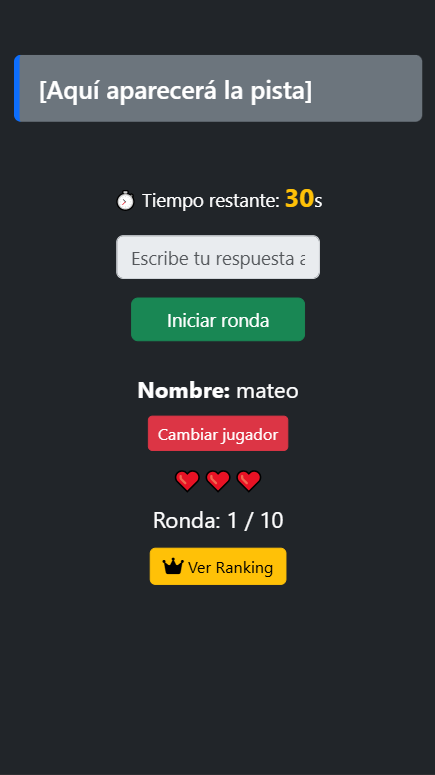 [Aquí aparecerá la pista]
Tiempo restante: 30s
Escribe tu respuesta a
Iniciar ronda
Nombre: mateo
Cambiar jugador
Ronda: 1 / 10
Ver Ranking